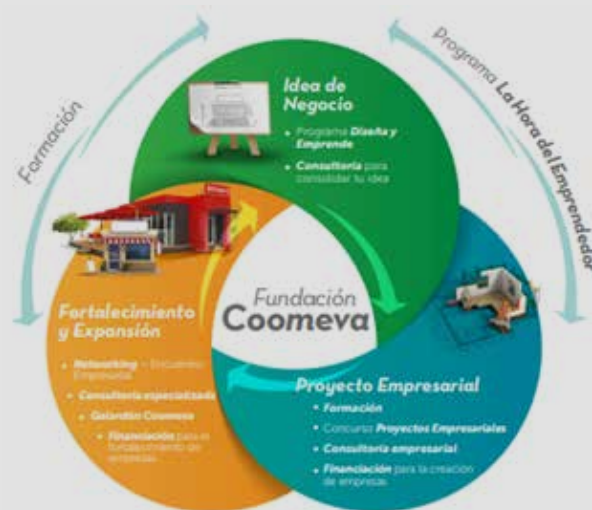 Formación
Programa La Hora del Emprendedor
Idea de
Negocio
• Programa Diseña y
Emprende
• Consultoría para
consolidar tu idea
Fundación
Coomeva
Fortalecimiento
y Expansión
• Networking – Encuentro
Empresarial
• Consultoría especializada
• Galardón Coomeva
• Financiación para el
fortalecimiento de
empresas
Proyecto Empresarial
• Formación
• Concurso Proyectos Empresariales
• Consultoría empresarial
• Financiación para la creación
de empresas